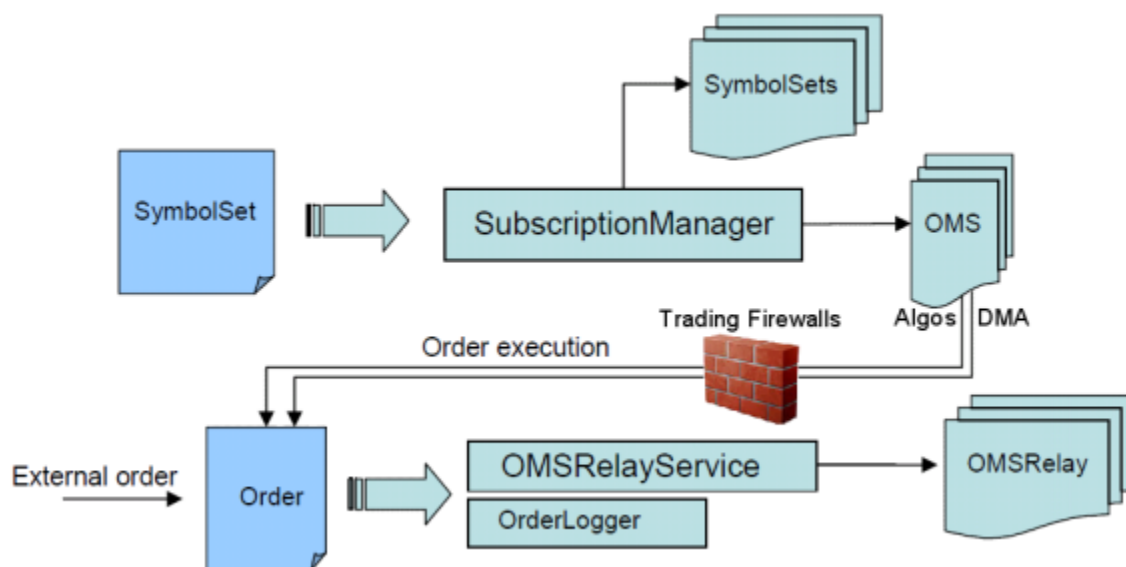 SymbolSets
SymbolSet
SubscriptionManager
OMS
Trading Firewalls
Algos
DMA
Order execution
External order
Order
OMSRelayService
OMSRelay
OrderLogger